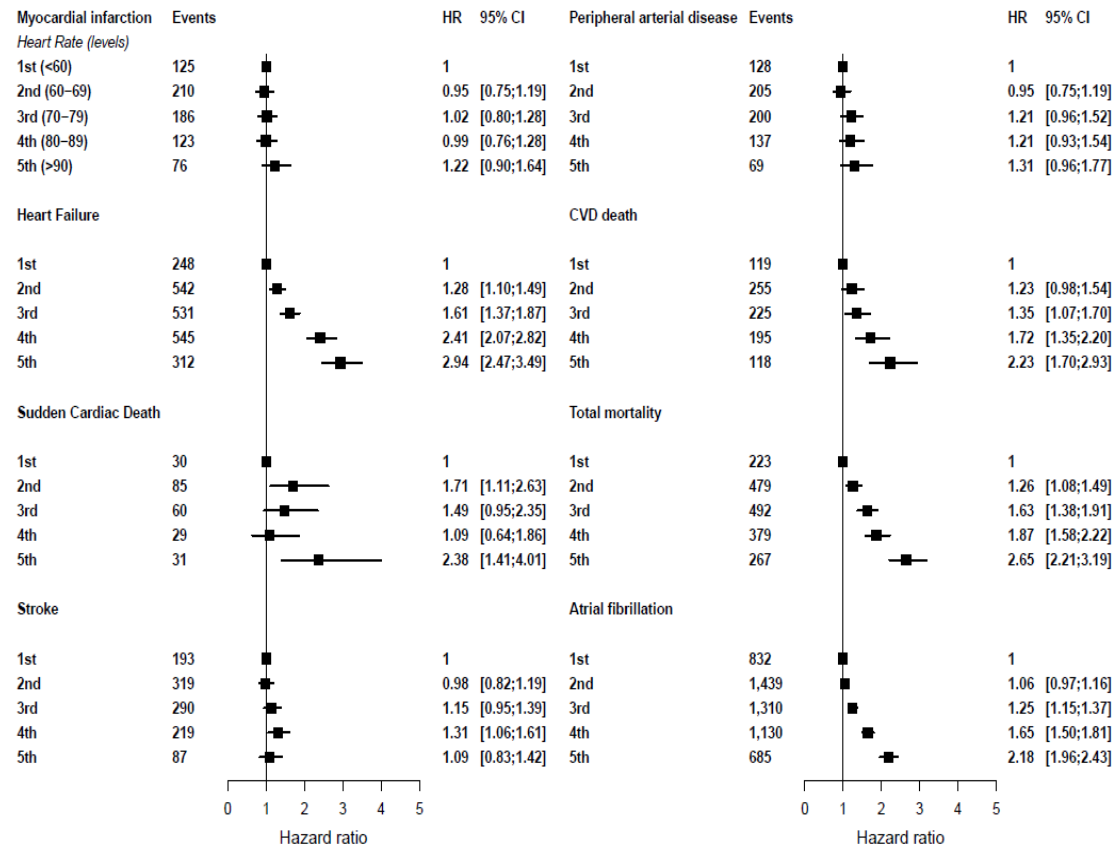 Myocardial infarction Events HR 95% CI
Heart Rate (levels)
1st (<60) 125 1
2nd (60−69) 210 0.95 [0.75;1.19]
3rd (70−79) 186 1.02 [0.80;1.28]
4th (80−89) 123 0.99 [0.76;1.28]
5th (>90) 76 1.22 [0.90;1.64]
Heart Failure
1st 248 1
2nd 542 1.28 [1.10;1.49]
3rd 531 1.61 [1.37;1.87]
4th 545 2.41 [2.07;2.82]
5th 312 2.94 [2.47;3.49]
Sudden Cardiac Death
1st 30 1
2nd 85 1.71 [1.11;2.63]
3rd 60 1.49 [0.95;2.35]
4th 29 1.09 [0.64;1.86]
5th 31 2.38 [1.41;4.01]
Stroke
1st 193 1
2nd 319 0.98 [0.82;1.19]
3rd 290 1.15 [0.95;1.39]
4th 219 1.31 [1.06;1.61]
5th 87 1.09 [0.83;1.42]
0 1 2 3 4 5
Hazard ratio
Peripheral arterial disease Events HR 95% CI
1st 128 1
2nd 205 0.95 [0.75;1.19]
3rd 200 1.21 [0.96;1.52]
4th 137 1.21 [0.93;1.54]
5th 69 1.31 [0.96;1.77]
CVD death
1st 119 1
2nd 255 1.23 [0.98;1.54]
3rd 225 1.35 [1.07;1.70]
4th 195 1.72 [1.35;2.20]
5th 118 2.23 [1.70;2.93]
Total mortality
1st 223 1
2nd 479 1.26 [1.08;1.49]
3rd 492 1.63 [1.38;1.91]
4th 379 1.87 [1.58;2.22]
5th 267 2.65 [2.21;3.19]
Atrial fibrillation
1st 832 1
2nd 1,439 1.06 [0.97;1.16]
3rd 1,310 1.25 [1.15;1.37]
4th 1,130 1.65 [1.50;1.81]
5th 685 2.18 [1.96;2.43]
0 1 2 3 4 5
Hazard ratio